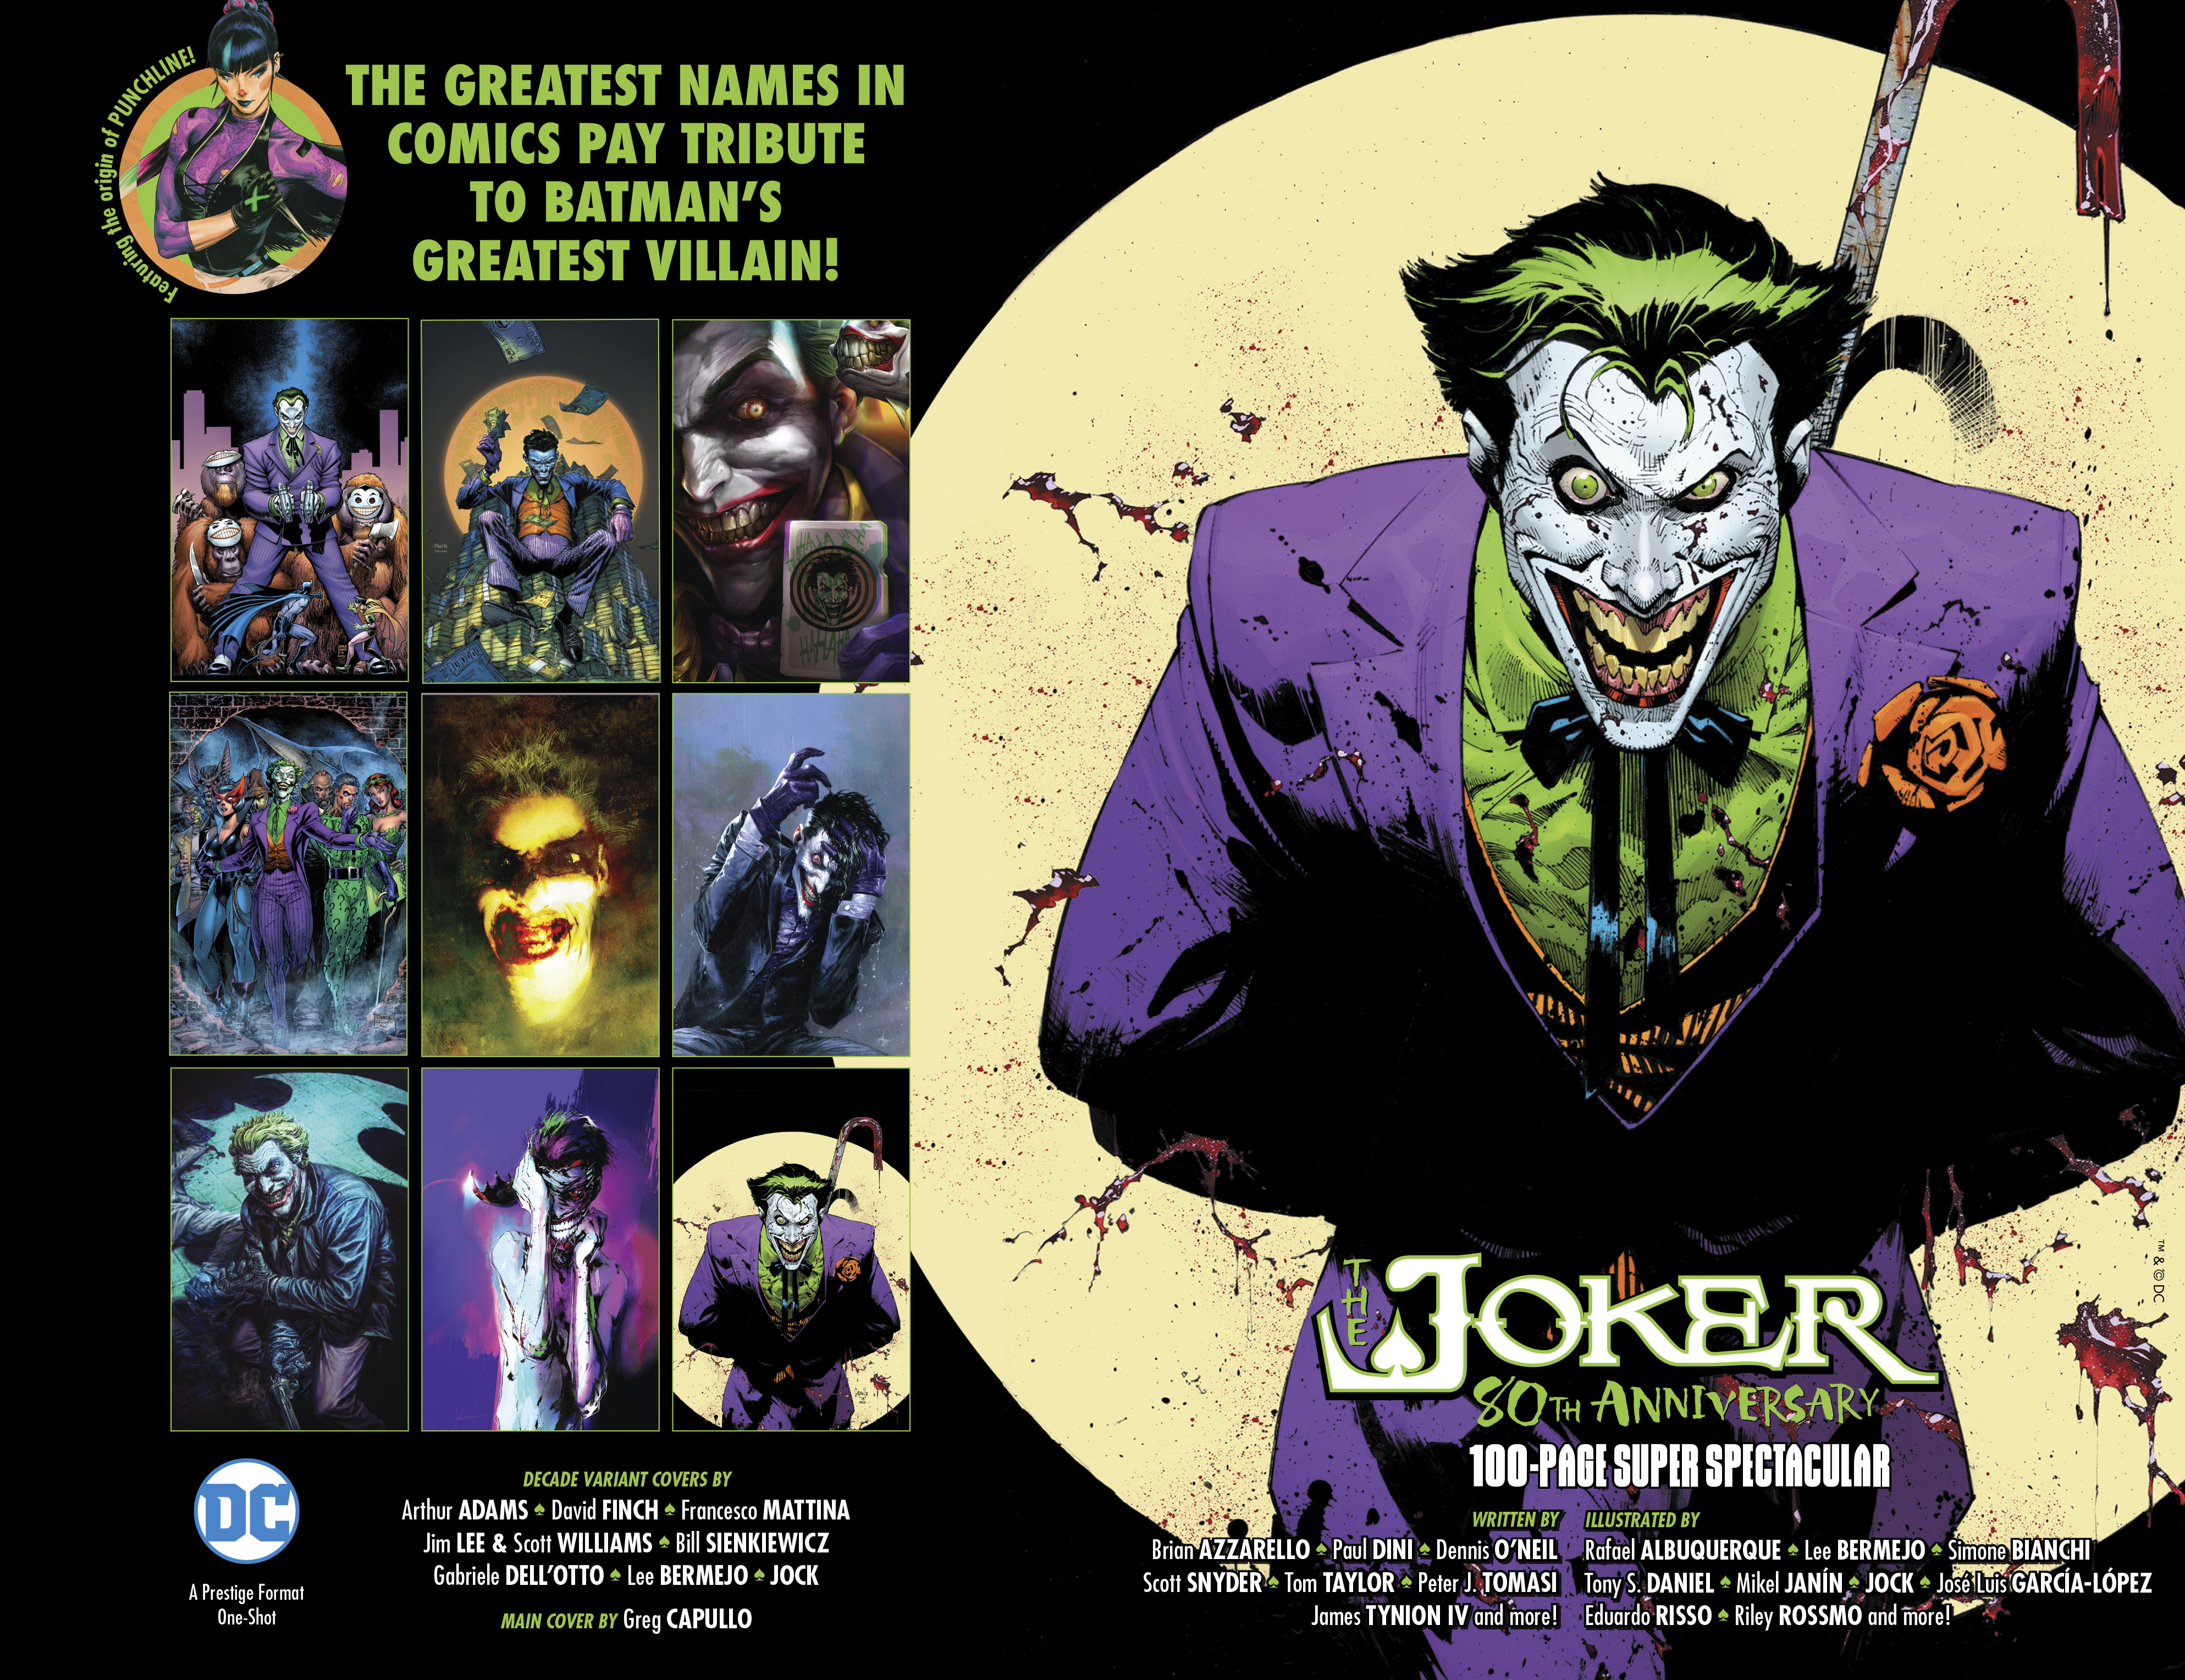 Featuring the origin of PUNCHLINE!
THE GREATEST NAMES IN
COMICS PAY TRIBUTE
TO BATMAN'S
GREATEST VILLAIN!
DC
A Prestige Format
One-Shot
DECADE VARIANT COVERS BY
Arthur ADAMS ♠ David FINCH ♠ Francesco MATTINA
Jim LEE & Scott WILLIAMS ♠ Bill SIENKIEWICZ
Gabriele DELL'OTTO ♠ Lee BERMEJO ♠ JOCK
MAIN COVER BY Greg CAPULLO
THE JOKER
80TH ANNIVERSARY
100-PAGE SUPER SPECTACULAR
WRITTEN BY
Brian AZZARELLO ♠ Paul DINI ♠ Dennis O'NEIL
Scott SNYDER ♠ Tom TAYLOR ♠ Peter J. TOMASI
James TYNION IV and more!
ILLUSTRATED BY
Rafael ALBUQUERQUE ♠ Lee BERMEJO ♠ Simone BIANCHI
Tony S. DANIEL ♠ Mikel JANÍN ♠ JOCK ♠ José Luis GARCÍA-LÓPEZ
Eduardo RISSO ♠ Riley ROSSMO and more!
™ & © DC